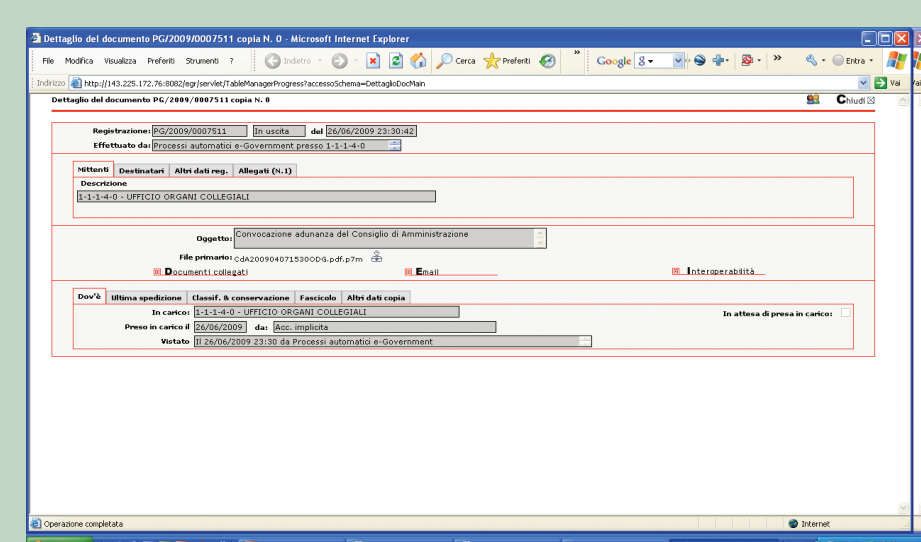 Dettaglio del documento PG/2009/0007511 copia N. 0 - Microsoft Internet Explorer
File Modifica Visualizza Preferiti Strumenti ?
Indietro Cerca Preferiti » Google G » Entra
Indirizzo http://143.225.172.76:8082/egr/servlet/TableManagerProgress?accessoSchema=DettaglioDocMain Vai
Dettaglio del documento PG/2009/0007511 copia N. 0 Chiudi
Registrazione: PG/2009/0007511 In uscita del 26/06/2009 23:30:42
Effettuato da: Processi automatici e-Government presso 1-1-1-4-0
Mittenti Destinatari Altri dati reg. Allegati (N.1)
Descrizione
1-1-1-4-0 - UFFICIO ORGANI COLLEGIALI
Oggetto: Convocazione adunanza del Consiglio di Amministrazione
File primario: CdA200904071530ODG.pdf.p7m
Documenti collegati Email Interoperabilità
Dov'è Ultima spedizione Classif. & conservazione Fascicolo Altri dati copia
In carico: 1-1-1-4-0 - UFFICIO ORGANI COLLEGIALI In attesa di presa in carico:
Preso in carico il 26/06/2009 da: Acc. implicita
Vistato Il 26/06/2009 23:30 da Processi automatici e-Government
Operazione completata Internet